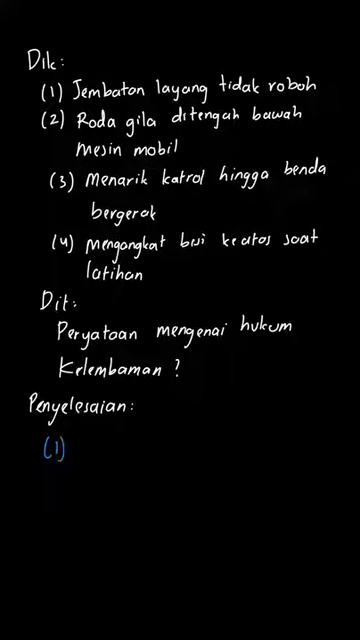 Dik:
(1) Jembatan layang tidak roboh
(2) Roda gila ditengah bawah
mesin mobil
(3) Menarik katrol hingga benda
bergerak
(4) mengangkat besi keatas saat
latihan
Dit:
Peryataan mengenai hukum
Kelembaman ?
Penyelesaian:
(1)